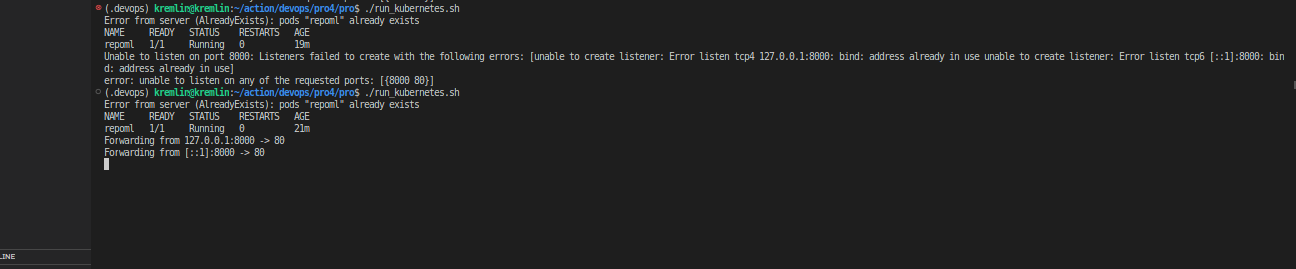 (.devops) kremlin@kremlin:~/action/devops/pro4/pro$ ./run_kubernetes.sh
Error from server (AlreadyExists): pods "repoml" already exists
NAME READY STATUS RESTARTS AGE
repoml 1/1 Running 0 19m
Unable to listen on port 8000: Listeners failed to create with the following errors: [unable to create listener: Error listen tcp4 127.0.0.1:8000: bind: address already in use unable to create listener: Error listen tcp6 [::1]:8000: bin
d: address already in use]
error: unable to listen on any of the requested ports: [{8000 80}]
(.devops) kremlin@kremlin:~/action/devops/pro4/pro$ ./run_kubernetes.sh
Error from server (AlreadyExists): pods "repoml" already exists
NAME READY STATUS RESTARTS AGE
repoml 1/1 Running 0 21m
Forwarding from 127.0.0.1:8000 -> 80
Forwarding from [::1]:8000 -> 80
LINE